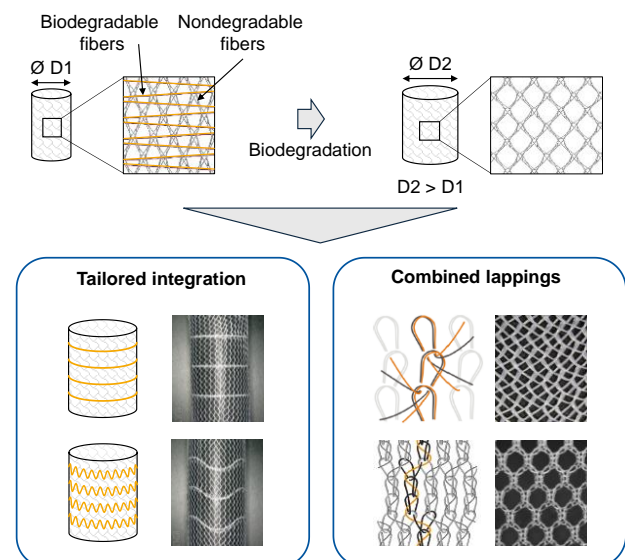 Biodegradable
fibers
Nondegradable
fibers
Ø D1
Biodegradation
Ø D2
D2 > D1
Tailored integration
Combined lappings